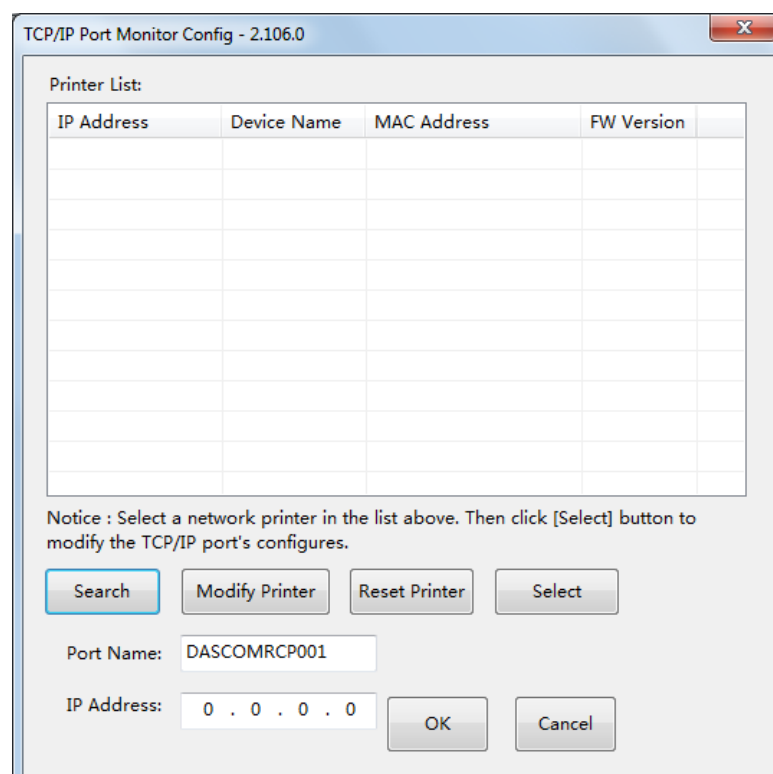 TCP/IP Port Monitor Config - 2.106.0
Printer List:
IP Address Device Name MAC Address FW Version
Notice : Select a network printer in the list above. Then click [Select] button to
modify the TCP/IP port's configures.
Search Modify Printer Reset Printer Select
Port Name: DASCOMRCP001
IP Address: 0 . 0 . 0 . 0 OK Cancel